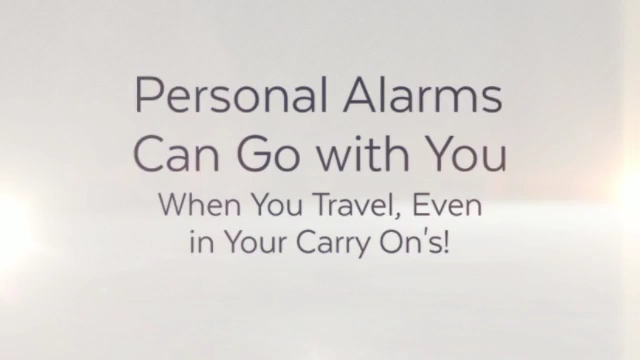 Personal Alarms
Can Go with You
When You Travel, Even
in Your Carry On's!